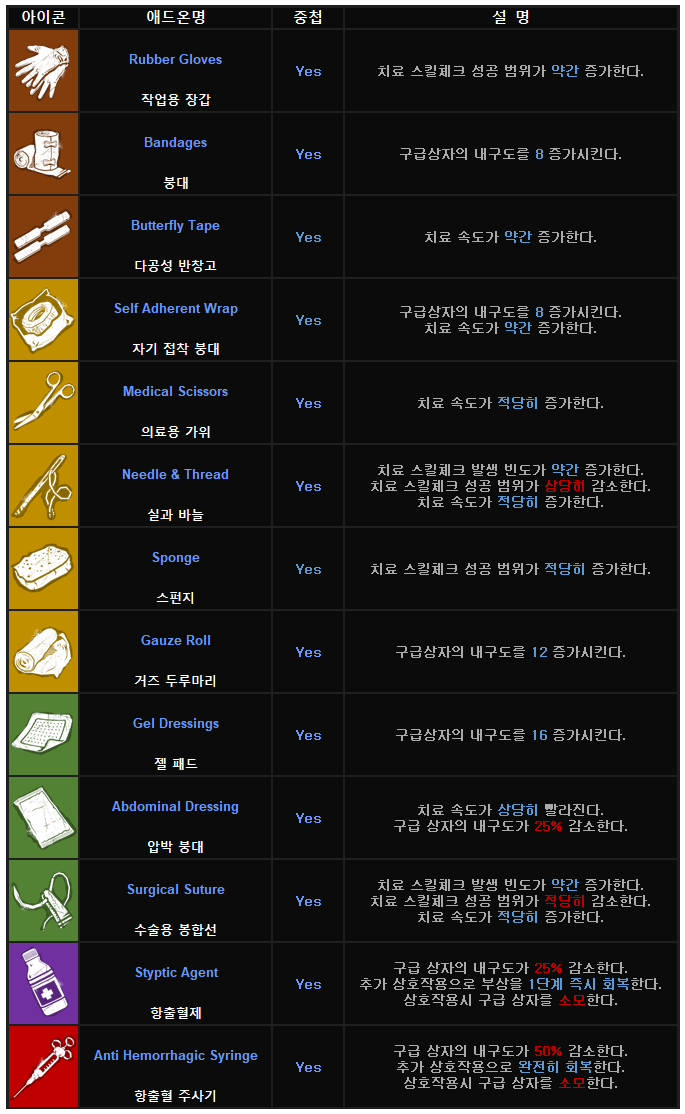 아이콘 애드온명 중첩 설 명
Rubber Gloves
작업용 장갑
Yes
치료 스킬체크 성공 범위가 약간 증가한다.
Bandages
붕대
Yes
구급상자의 내구도를 8 증가시킨다.
Butterfly Tape
다공성 반창고
Yes
치료 속도가 약간 증가한다.
Self Adherent Wrap
자기 접착 붕대
Yes
구급상자의 내구도를 8 증가시킨다.
치료 속도가 약간 증가한다.
Medical Scissors
의료용 가위
Yes
치료 속도가 적당히 증가한다.
Needle & Thread
실과 바늘
Yes
치료 스킬체크 발생 빈도가 약간 증가한다.
치료 스킬체크 성공 범위가 상당히 감소한다.
치료 속도가 적당히 증가한다.
Sponge
스펀지
Yes
치료 스킬체크 성공 범위가 적당히 증가한다.
Gauze Roll
거즈 두루마리
Yes
구급상자의 내구도를 12 증가시킨다.
Gel Dressings
젤 패드
Yes
구급상자의 내구도를 16 증가시킨다.
Abdominal Dressing
압박 붕대
Yes
치료 속도가 상당히 빨라진다.
구급 상자의 내구도가 25% 감소한다.
Surgical Suture
수술용 봉합선
Yes
치료 스킬체크 발생 빈도가 약간 증가한다.
치료 스킬체크 성공 범위가 적당히 감소한다.
치료 속도가 적당히 증가한다.
Styptic Agent
항출혈제
Yes
구급 상자의 내구도가 25% 감소한다.
추가 상호작용으로 부상을 1단계 즉시 회복한다.
상호작용시 구급 상자를 소모한다.
Anti Hemorrhagic Syringe
항출혈 주사기
Yes
구급 상자의 내구도가 50% 감소한다.
추가 상호작용으로 완전히 회복한다.
상호작용시 구급 상자를 소모한다.